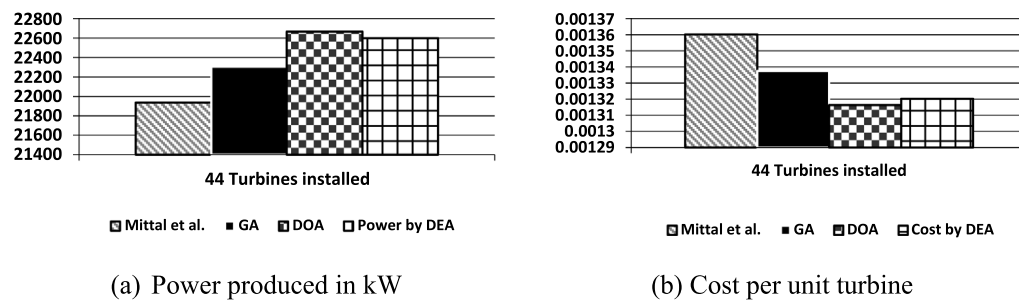 22800
22600
22400
22200
22000
21800
21600
21400
44 Turbines installed
Mittal et al. GA DOA Power by DEA
(a) Power produced in kW
0.00137
0.00136
0.00135
0.00134
0.00133
0.00132
0.00131
0.0013
0.00129
44 Turbines installed
Mittal et al. GA DOA Cost by DEA
(b) Cost per unit turbine